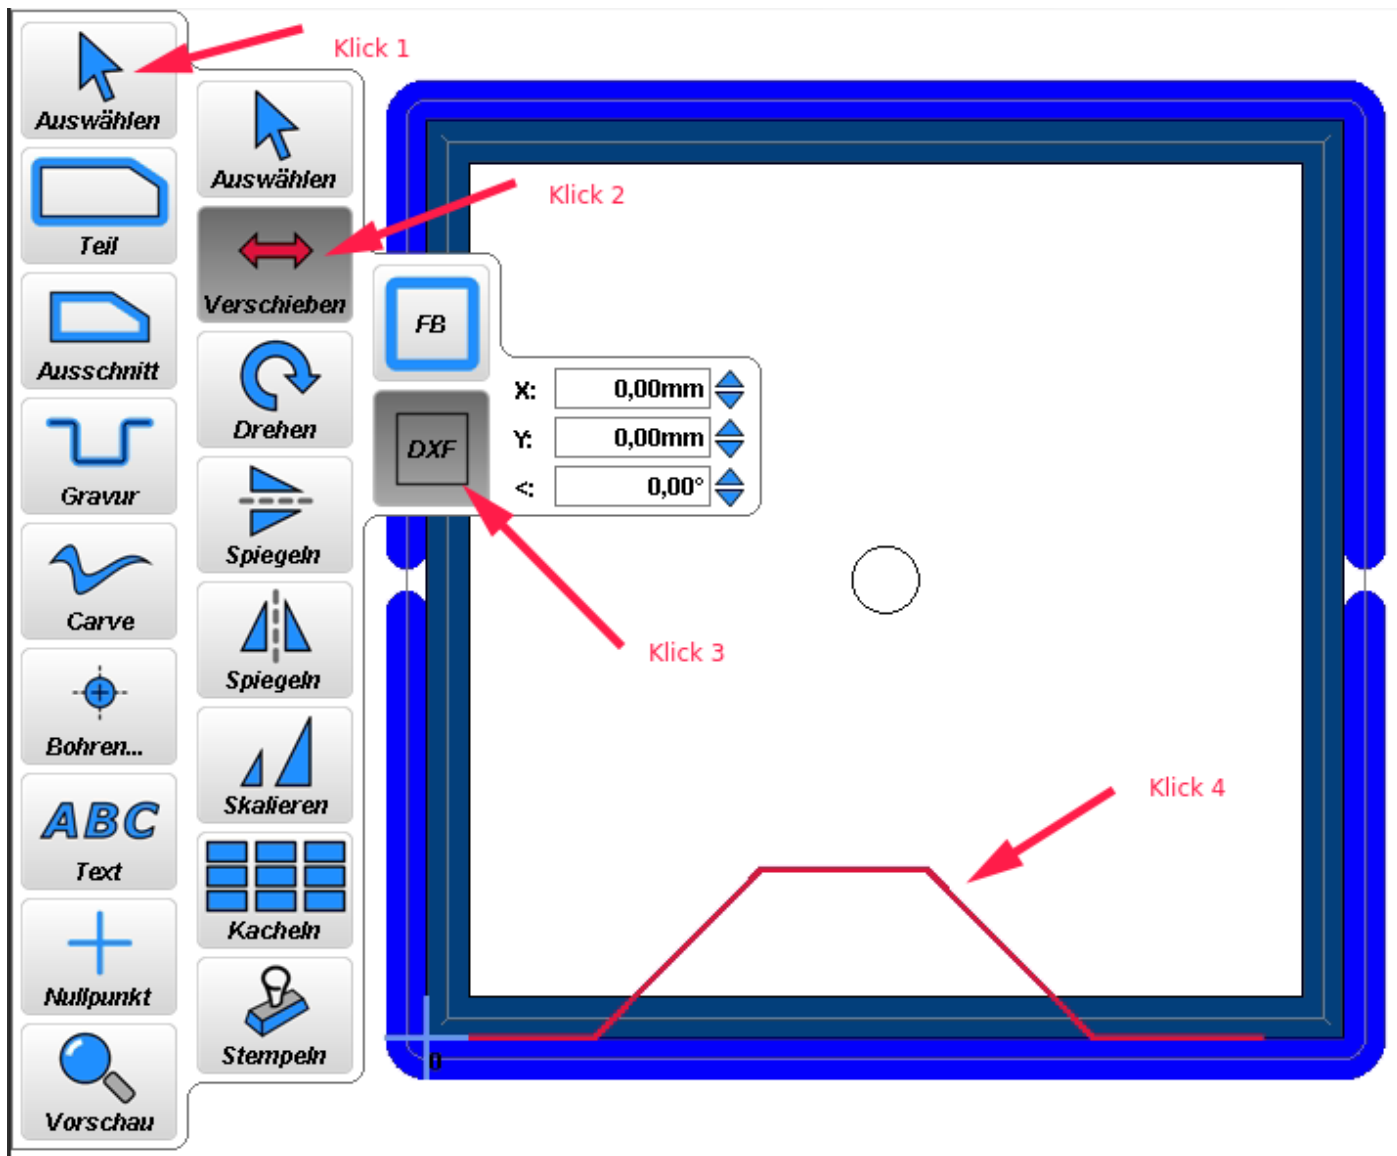 Klick 1
Auswählen
Teil
Ausschnitt
Gravur
Carve
Bohren...
ABC
Text
Nullpunkt
Vorschau
Auswählen
Klick 2
Verschieben
Drehen
Spiegeln
Spiegeln
Skalieren
Kacheln
Stempeln
FB
DXF
X: 0,00mm
Y: 0,00mm
<: 0,00°
Klick 3
Klick 4
0